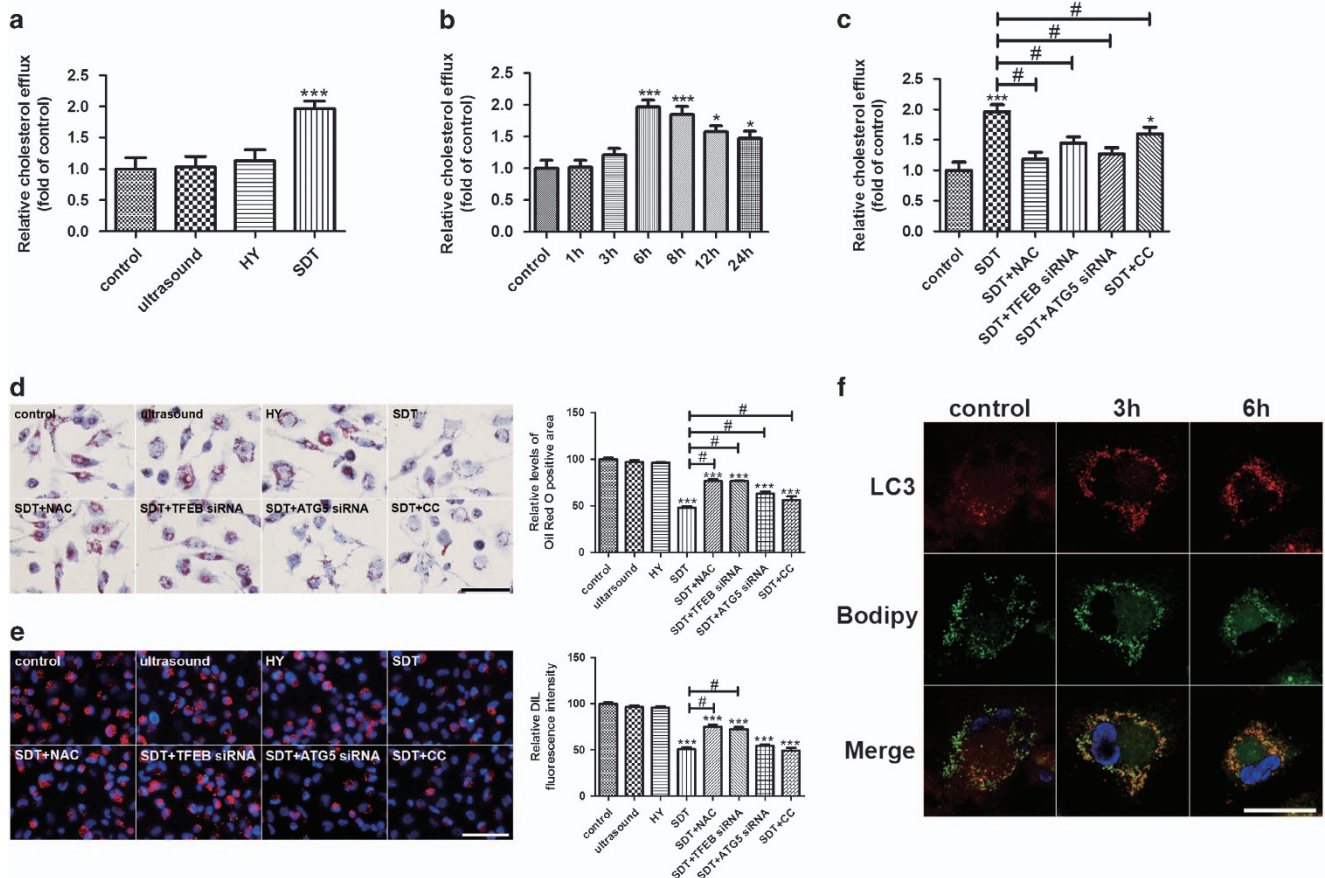 a
Relative cholesterol efflux
(fold of control)
2.5
2.0
1.5
1.0
0.5
0.0
***
control
ultrasound
HY
SDT
b
Relative cholesterol efflux
(fold of control)
2.5
2.0
1.5
1.0
0.5
0.0
***
***
*
*
control
1h
3h
6h
8h
12h
24h
c
Relative cholesterol efflux
(fold of control)
2.5
2.0
1.5
1.0
0.5
0.0
#
#
#
#
***
*
control
SDT
SDT+NAC
SDT+TFEB siRNA
SDT+ATG5 siRNA
SDT+CC
d
control
ultrasound
HY
SDT
SDT+NAC
SDT+TFEB siRNA
SDT+ATG5 siRNA
SDT+CC
Relative levels of
Oil Red O positive area
150
100
50
0
#
#
#
#
***
***
***
***
***
control
ultarsound
HY
SDT
SDT+NAC
SDT+TFEB siRNA
SDT+ATG5 siRNA
SDT+CC
e
control
ultrasound
HY
SDT
SDT+NAC
SDT+TFEB siRNA
SDT+ATG5 siRNA
SDT+CC
Relative DIL
fluorescence intensity
150
100
50
0
#
#
***
***
***
***
***
control
ultrasound
HY
SDT
SDT+NAC
SDT+TFEB siRNA
SDT+ATG5 siRNA
SDT+CC
f
control
3h
6h
LC3
Bodipy
Merge